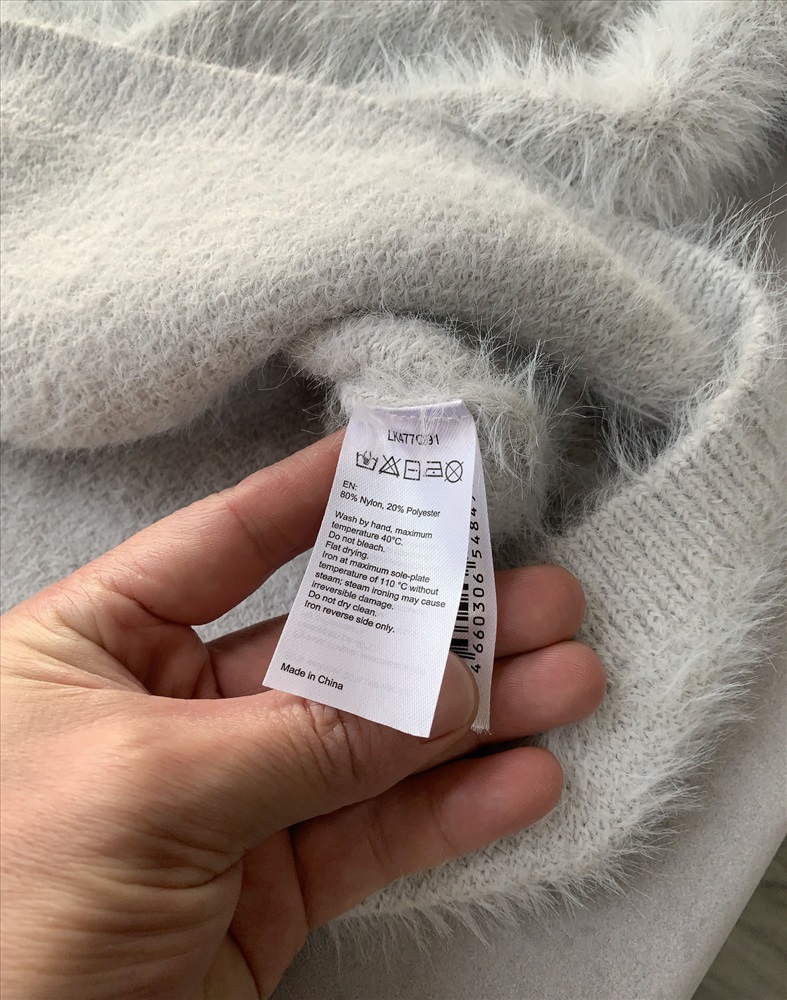 EN:
80% Nylon, 20% Polyester
Wash by hand, maximum
temperature 40°C.
Do not bleach.
Flat drying.
Iron at maximum sole-plate
temperature of 110 °C without
steam; steam ironing may cause
irreversible damage.
Do not dry clean.
Iron reverse side only.
Made in China
4660306